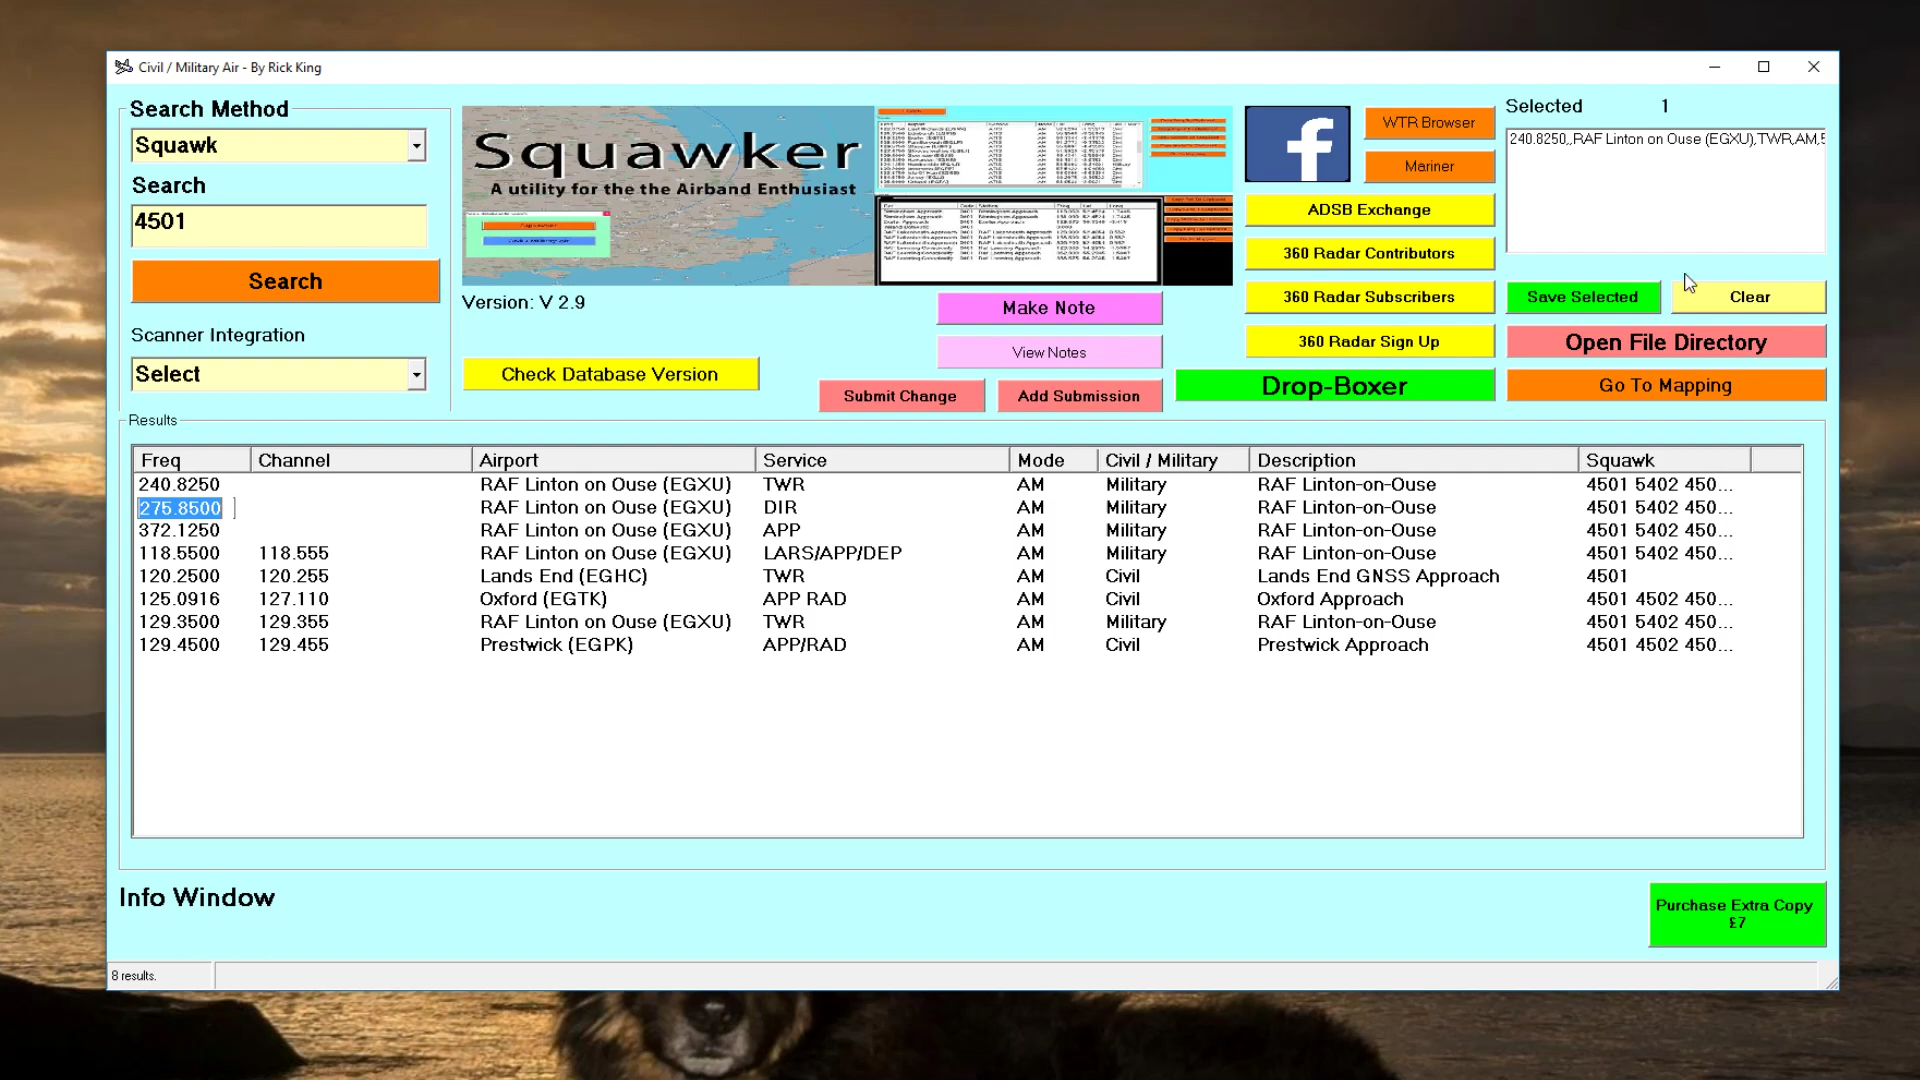 Civil / Military Air - By Rick King
Search Method
Squawk
Search
4501
Search
Scanner Integration
Select
Squawker
A utility for the the Airband Enthusiast
Version: V 2.9
Check Database Version
Make Note
View Notes
Submit Change
Add Submission
f
WTR Browser
Mariner
ADSB Exchange
360 Radar Contributors
360 Radar Subscribers
360 Radar Sign Up
Drop-Boxer
Selected 1
240.8250,,RAF Linton on Ouse (EGXU),TWR,AM,
Save Selected
Clear
Open File Directory
Go To Mapping
Results
Freq Channel Airport Service Mode Civil / Military Description Squawk
240.8250 RAF Linton on Ouse (EGXU) TWR AM Military RAF Linton-on-Ouse 4501 5402 450...
275.8500 RAF Linton on Ouse (EGXU) DIR AM Military RAF Linton-on-Ouse 4501 5402 450...
372.1250 RAF Linton on Ouse (EGXU) APP AM Military RAF Linton-on-Ouse 4501 5402 450...
118.5500 118.555 RAF Linton on Ouse (EGXU) LARS/APP/DEP AM Military RAF Linton-on-Ouse 4501 5402 450...
120.2500 120.255 Lands End (EGHC) TWR AM Civil Lands End GNSS Approach 4501
125.0916 127.110 Oxford (EGTK) APP RAD AM Civil Oxford Approach 4501 4502 450...
129.3500 129.355 RAF Linton on Ouse (EGXU) TWR AM Military RAF Linton-on-Ouse 4501 5402 450...
129.4500 129.455 Prestwick (EGPK) APP/RAD AM Civil Prestwick Approach 4501 4502 450...
Info Window
Purchase Extra Copy
£7
8 results.